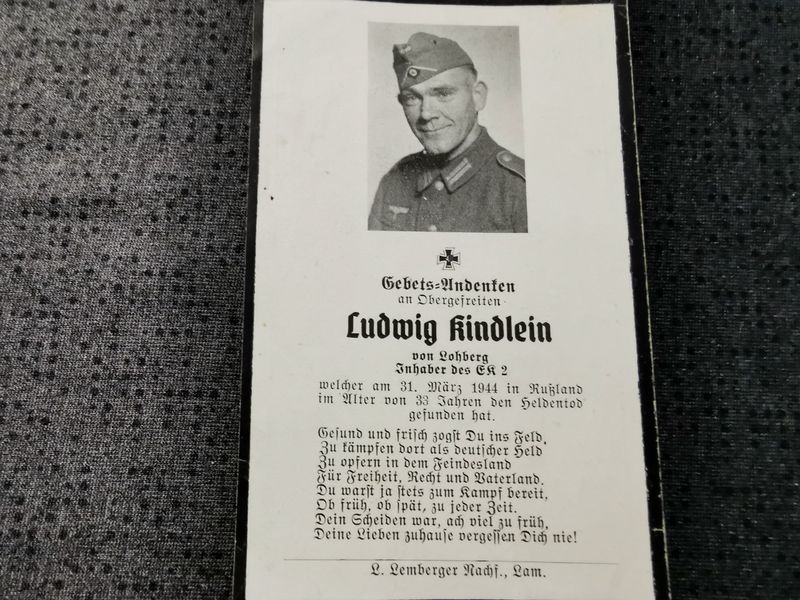 Gebets-Andenken
an Obergefreiten
Ludwig Kindlein
von Lohberg
Inhaber des EK 2
welcher am 31. März 1944 in Rußland
im Alter von 33 Jahren den Heldentod
gefunden hat.
Gesund und frisch zogst Du ins Feld,
Zu kämpfen dort als deutscher Held
Zu opfern in dem Feindesland
Für Freiheit, Recht und Vaterland.
Du warst ja stets zum Kampf bereit,
Ob früh, ob spät, zu jeder Zeit.
Dein Scheiden war, ach viel zu früh,
Deine Lieben zuhause vergessen Dich nie!
L. Lemberger Nachf., Lam.